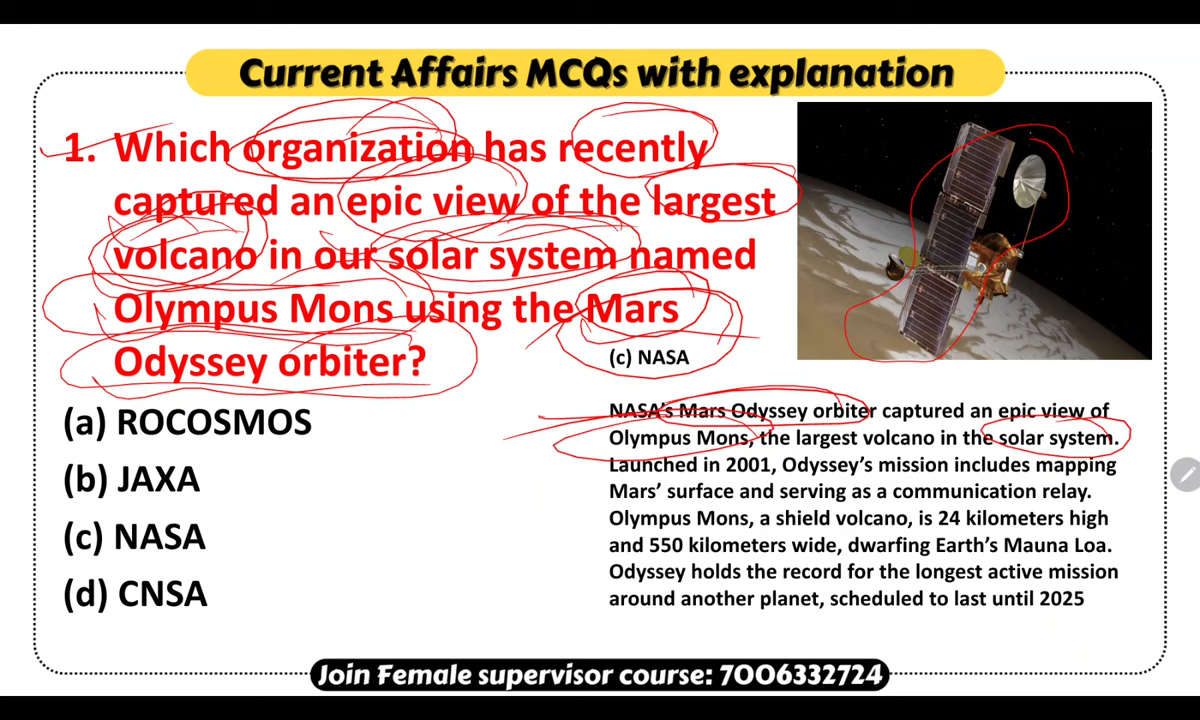 Current Affairs MCQs with explanation
1. Which organization has recently
captured an epic view of the largest
volcano in our solar system named
Olympus Mons using the Mars
Odyssey orbiter?
(a) ROCOSMOS
(b) JAXA
(c) NASA
(d) CNSA
(c) NASA
NASA's Mars Odyssey orbiter captured an epic view of
Olympus Mons, the largest volcano in the solar system.
Launched in 2001, Odyssey's mission includes mapping
Mars' surface and serving as a communication relay.
Olympus Mons, a shield volcano, is 24 kilometers high
and 550 kilometers wide, dwarfing Earth's Mauna Loa.
Odyssey holds the record for the longest active mission
around another planet, scheduled to last until 2025
Join Female supervisor course: 7006332724